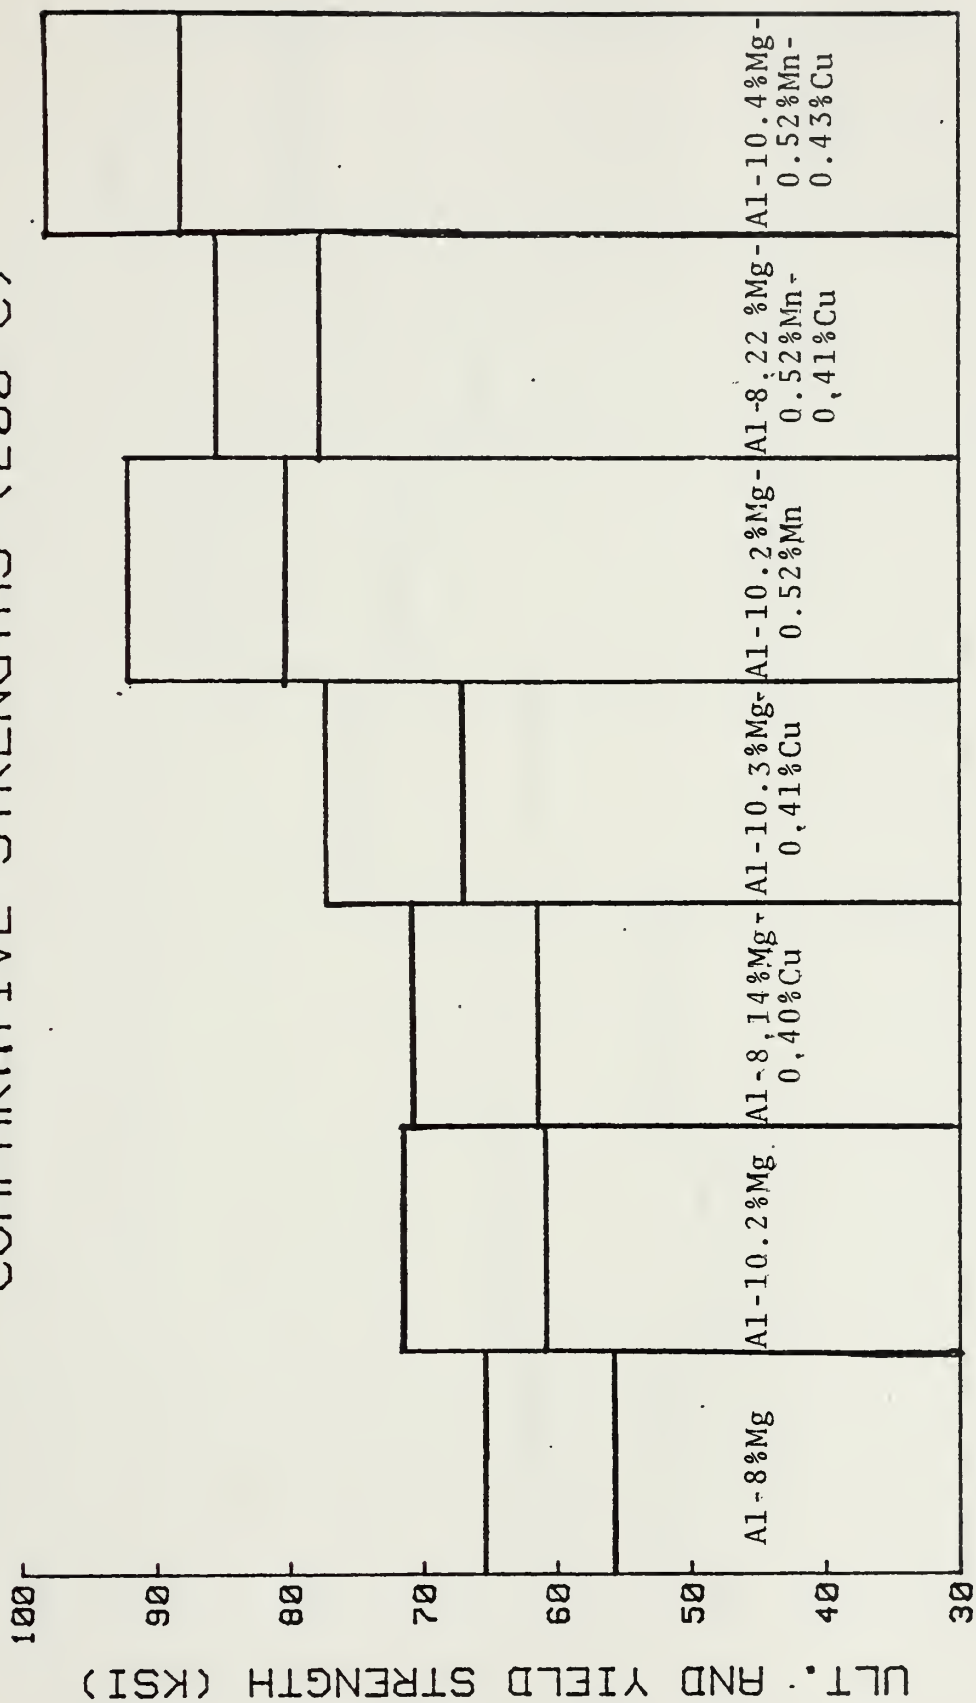 COMPARATIVE STRENGTHS
ULT. AND YIELD STRENGTH (KSI)
100
90
80
70
60
50
40
30
Al-8%Mg
Al-10.2%Mg
Al-8.14%Mg-
0.40%Cu
Al-10.3%Mg-
0.41%Cu
Al-10.2%Mg-
0.52%Mn
Al-8.22%Mg-
0.52%Mn-
0.41%Cu
Al-10.4%Mg-
0.52%Mn-
0.43%Cu